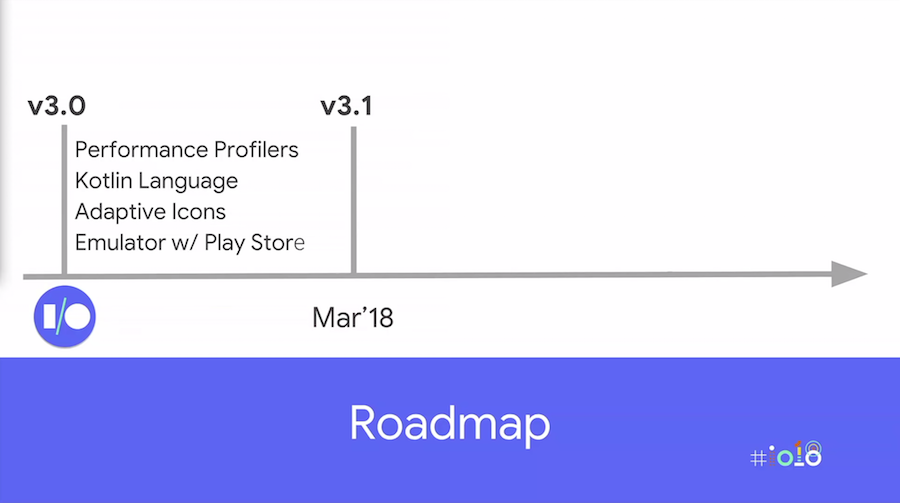 v3.0
v3.1
Performance Profilers
Kotlin Language
Adaptive Icons
Emulator w/ Play Store
I/O
Mar’18
Roadmap
#io18